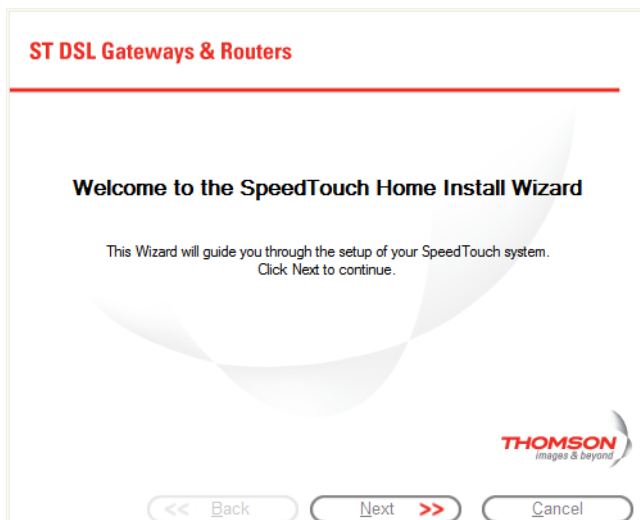 ST DSL Gateways & Routers
Welcome to the SpeedTouch Home Install Wizard
This Wizard will guide you through the setup of your SpeedTouch system.
Click Next to continue.
THOMSON
images & beyond
<< Back Next >> Cancel